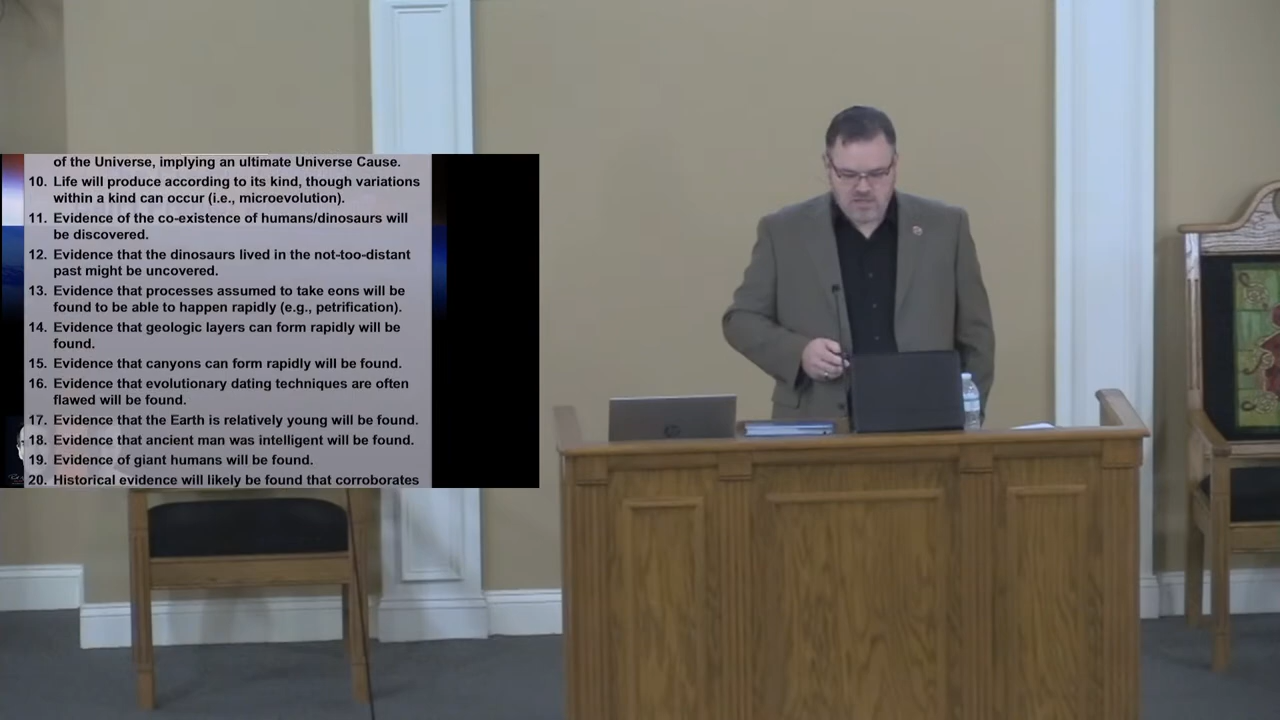 of the Universe, implying an ultimate Universe Cause.
10. Life will produce according to its kind, though variations
within a kind can occur (i.e., microevolution).
11. Evidence of the co-existence of humans/dinosaurs will
be discovered.
12. Evidence that the dinosaurs lived in the not-too-distant
past might be uncovered.
13. Evidence that processes assumed to take eons will be
found to be able to happen rapidly (e.g., petrification).
14. Evidence that geologic layers can form rapidly will be
found.
15. Evidence that canyons can form rapidly will be found.
16. Evidence that evolutionary dating techniques are often
flawed will be found.
17. Evidence that the Earth is relatively young will be found.
18. Evidence that ancient man was intelligent will be found.
19. Evidence of giant humans will be found.
20. Historical evidence will likely be found that corroborates